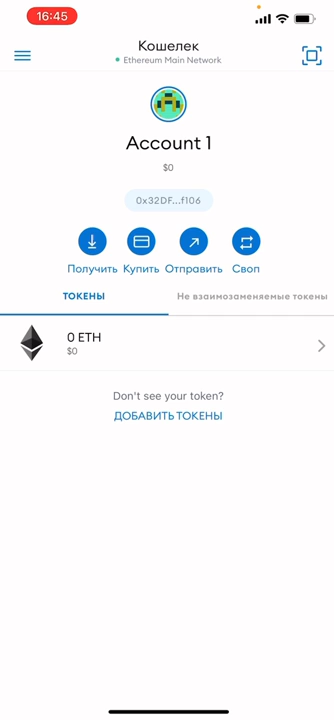 16:45
Кошелек
Ethereum Main Network
Account 1
$0
0x32DF...f106
Получить Купить Отправить Своп
ТОКЕНЫ Не взаимозаменяемые токены
0 ETH
$0
Don't see your token?
ДОБАВИТЬ ТОКЕНЫ